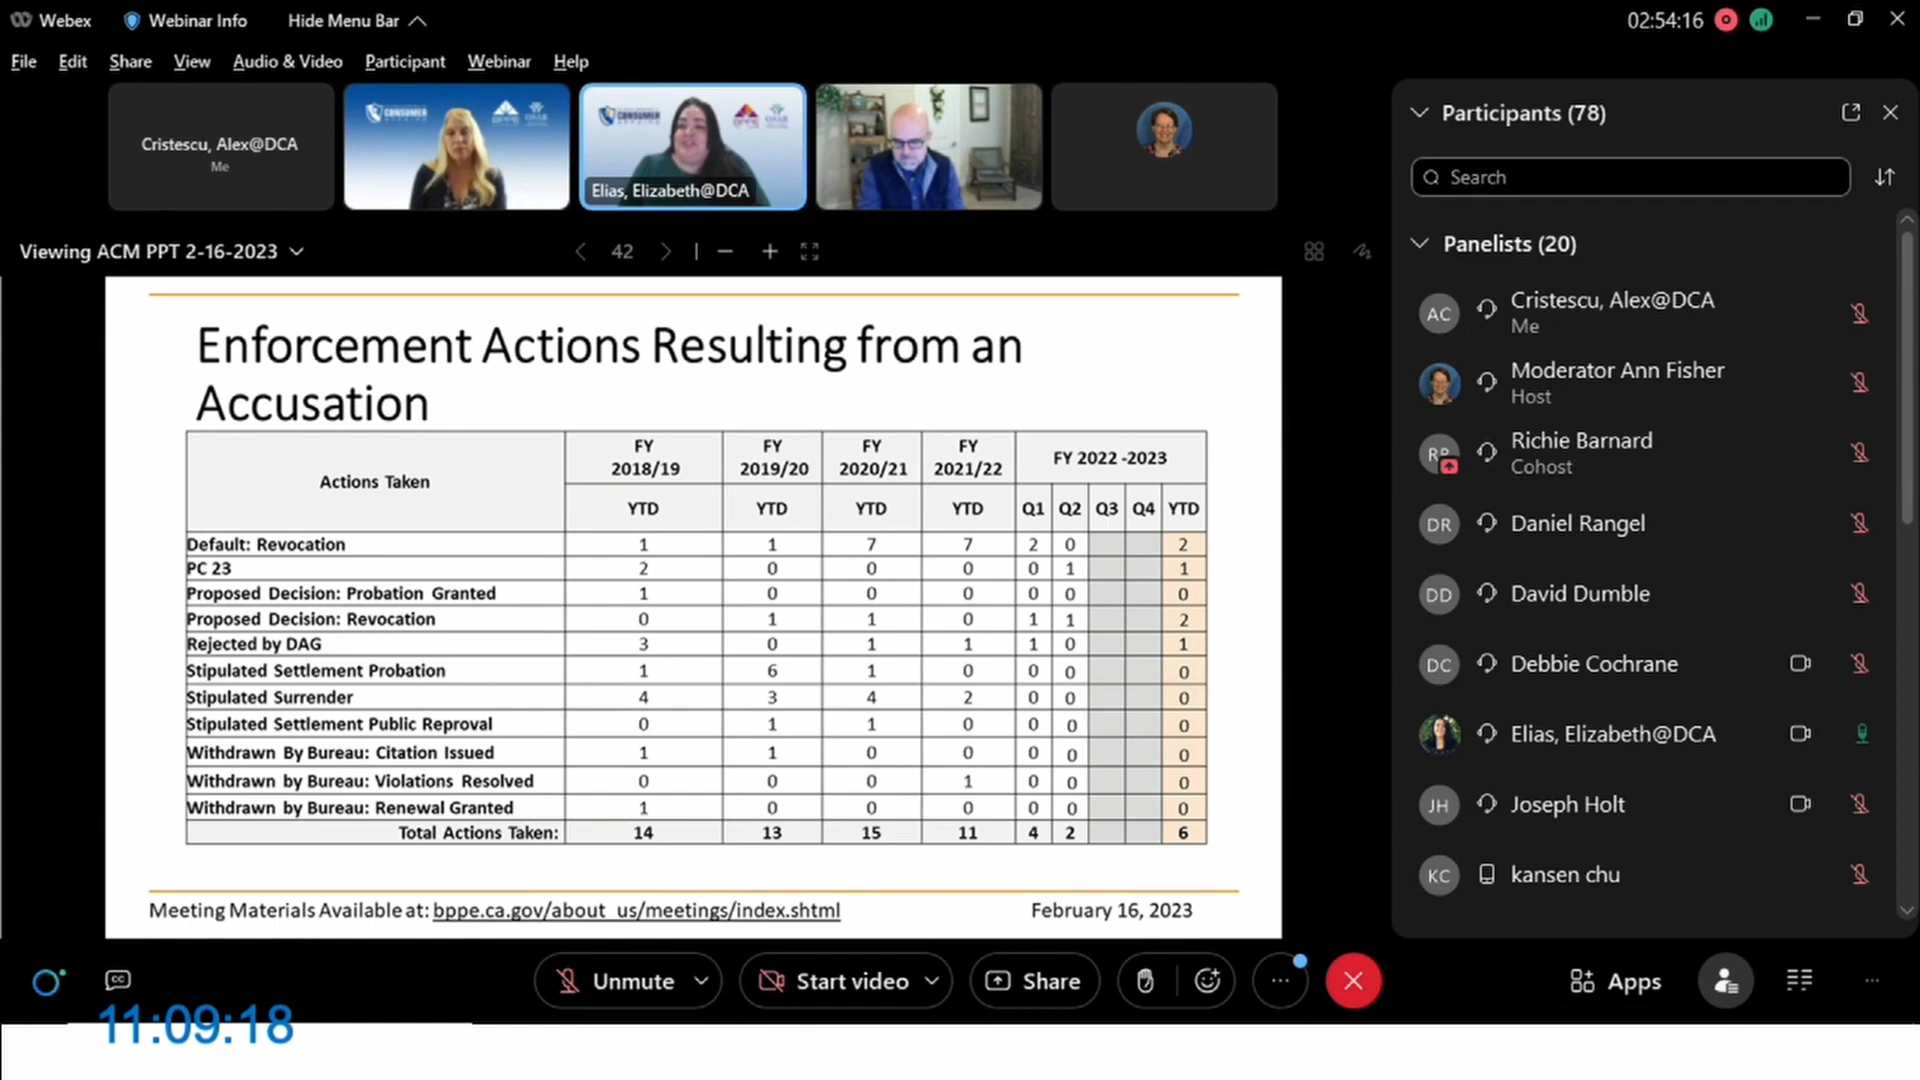 Webex Webinar Info Hide Menu Bar 02:54:16
File Edit Share View Audio & Video Participant Webinar Help
Cristescu, Alex@DCA
Me
CONSUMER
CONSUMER
Elias, Elizabeth@DCA
Viewing ACM PPT 2-16-2023 42
Enforcement Actions Resulting from an
Accusation
Actions Taken FY 2018/19 FY 2019/20 FY 2020/21 FY 2021/22 FY 2022 -2023
YTD YTD YTD YTD Q1 Q2 Q3 Q4 YTD
Default: Revocation 1 1 7 7 2 0 2
PC 23 2 0 0 0 0 1 1
Proposed Decision: Probation Granted 1 0 0 0 0 0 0
Proposed Decision: Revocation 0 1 1 0 1 1 2
Rejected by DAG 3 0 1 1 1 0 1
Stipulated Settlement Probation 1 6 1 0 0 0 0
Stipulated Surrender 4 3 4 2 0 0 0
Stipulated Settlement Public Reproval 0 1 1 0 0 0 0
Withdrawn By Bureau: Citation Issued 1 1 0 0 0 0 0
Withdrawn by Bureau: Violations Resolved 0 0 0 1 0 0 0
Withdrawn by Bureau: Renewal Granted 1 0 0 0 0 0 0
Total Actions Taken: 14 13 15 11 4 2 6
Meeting Materials Available at: bppe.ca.gov/about_us/meetings/index.shtml February 16, 2023
Participants (78)
Search
Panelists (20)
AC Cristescu, Alex@DCA
Me
Moderator Ann Fisher
Host
Richie Barnard
Cohost
DR Daniel Rangel
DD David Dumble
DC Debbie Cochrane
Elias, Elizabeth@DCA
JH Joseph Holt
KC kansen chu
CC Unmute Start video Share Apps
11:09:18